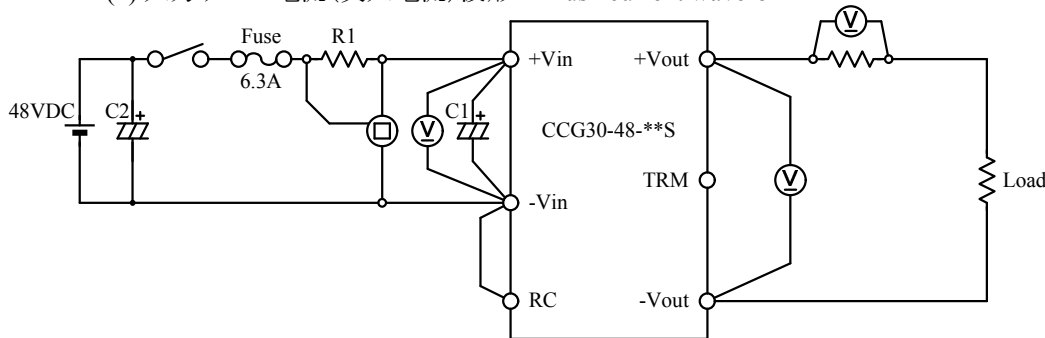 Fuse
R1
6.3A
48VDC
C2
+
C1
+
V
V
V
+Vin
+Vout
CCG30-48-**S
TRM
-Vin
RC
-Vout
Load